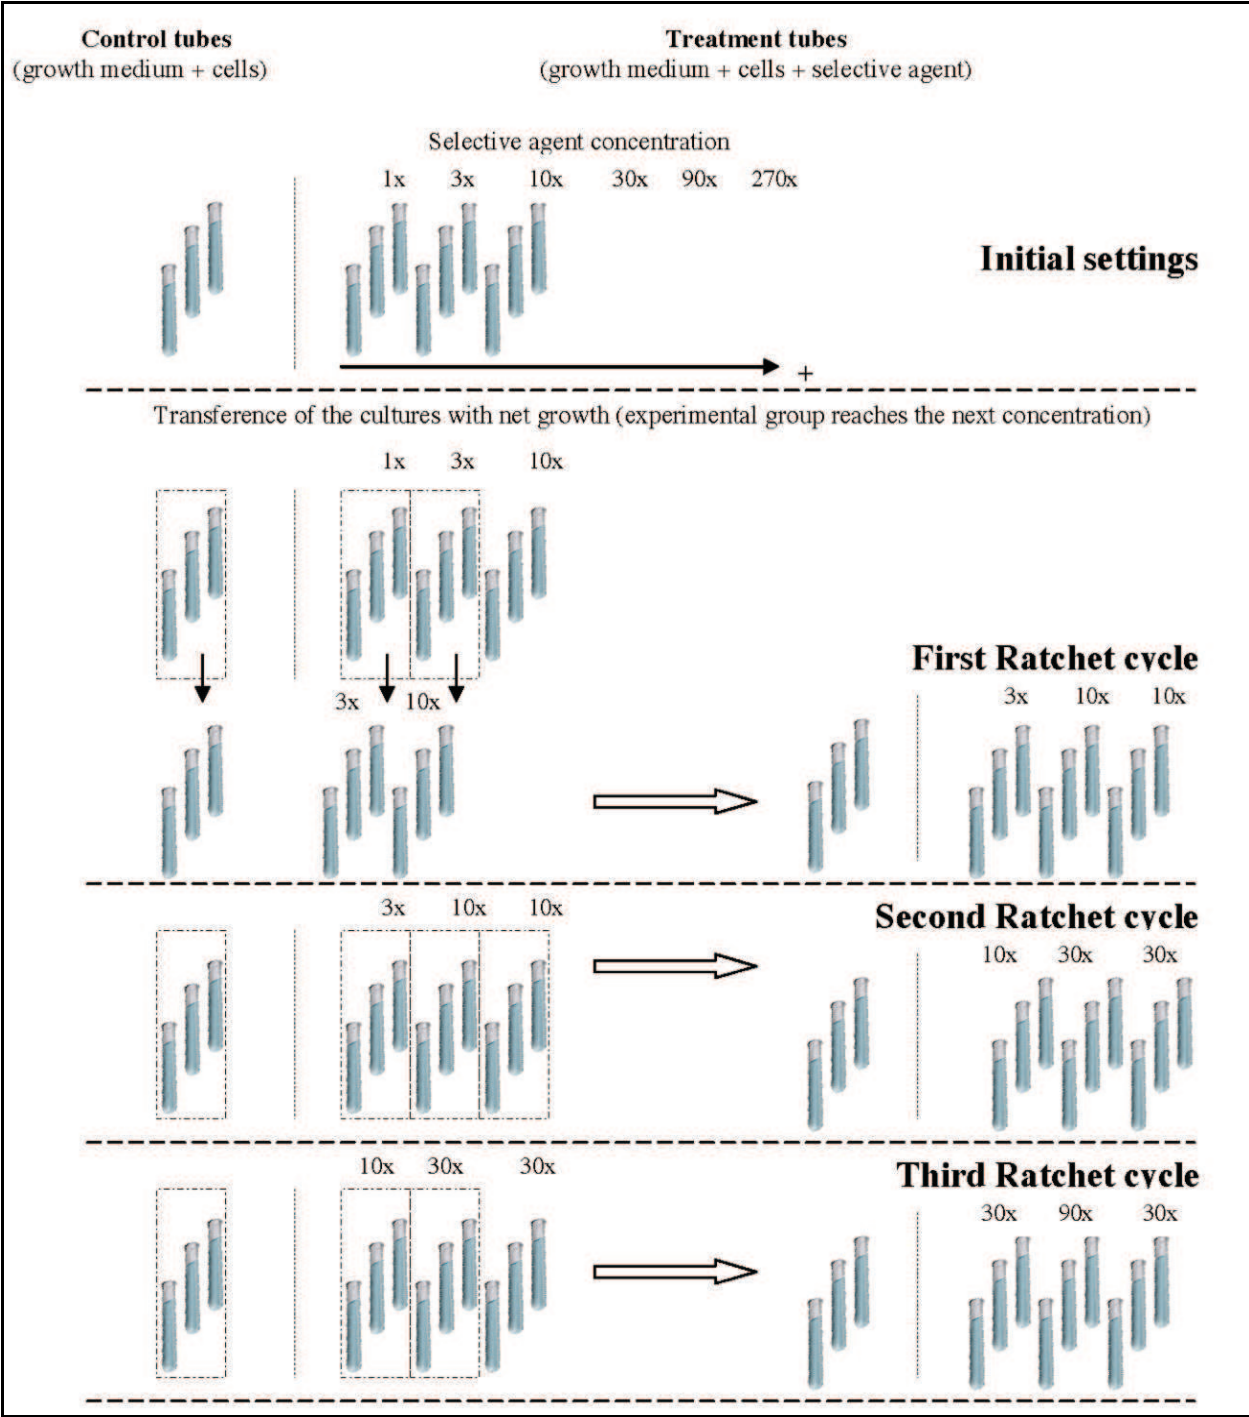 Control tubes
(growth medium + cells)
Treatment tubes
(growth medium + cells + selective agent)
Selective agent concentration
1x 3x 10x 30x 90x 270x
Initial settings
+
Transference of the cultures with net growth (experimental group reaches the next concentration)
1x 3x 10x
First Ratchet cycle
3x 10x
3x 10x 10x
3x 10x 10x
Second Ratchet cycle
10x 30x 30x
10x 30x 30x
Third Ratchet cycle
30x 90x 30x